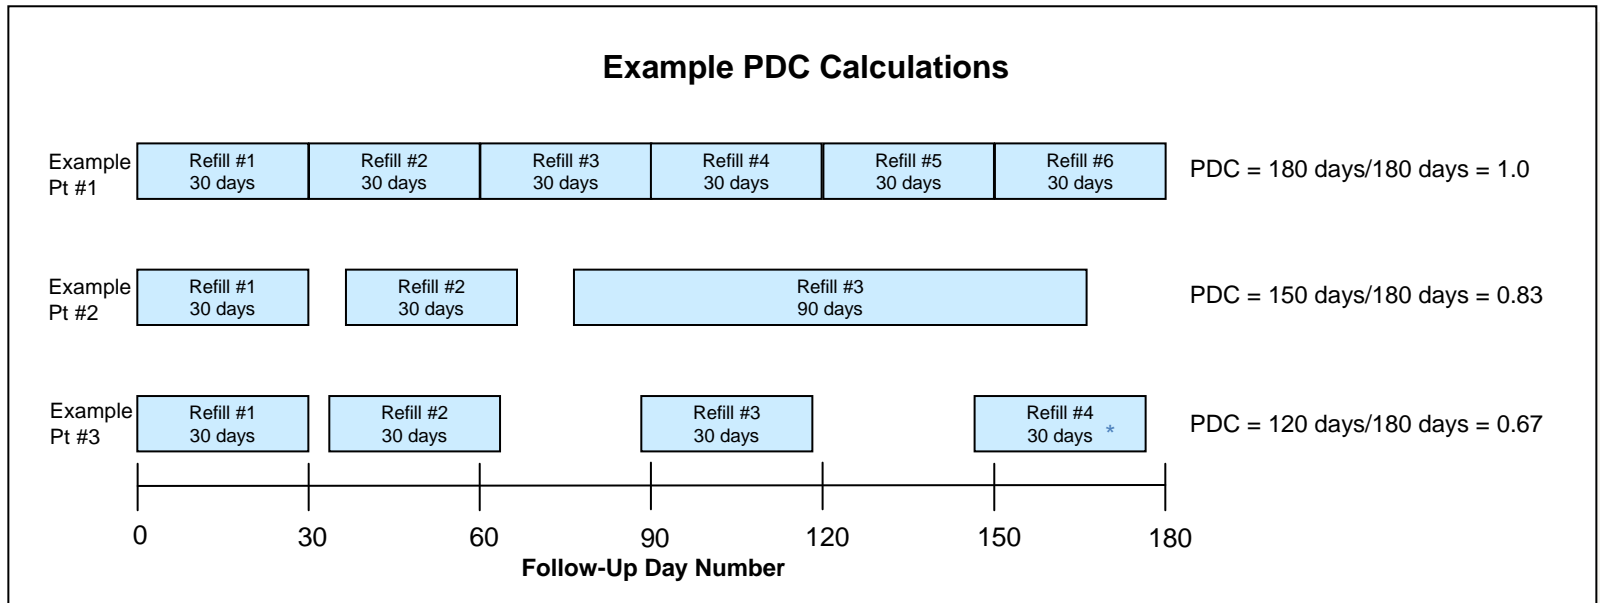 Example PDC Calculations
Example
Pt #1
Refill #1
30 days
Refill #2
30 days
Refill #3
30 days
Refill #4
30 days
Refill #5
30 days
Refill #6
30 days
PDC = 180 days/180 days = 1.0
Example
Pt #2
Refill #1
30 days
Refill #2
30 days
Refill #3
90 days
PDC = 150 days/180 days = 0.83
Example
Pt #3
Refill #1
30 days
Refill #2
30 days
Refill #3
30 days
Refill #4
30 days *
PDC = 120 days/180 days = 0.67
0 30 60 90 120 150 180
Follow-Up Day Number